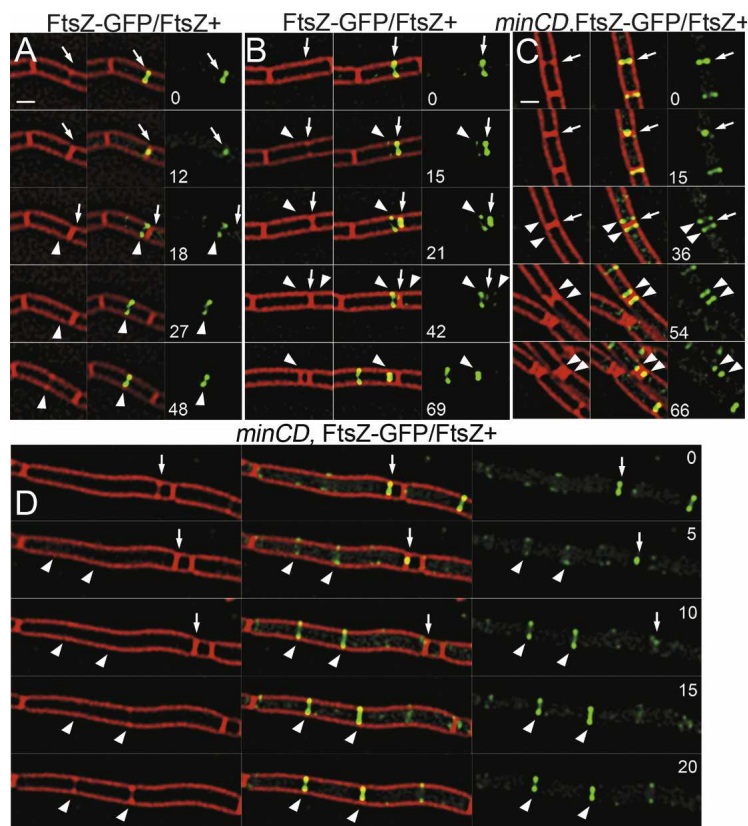 FtsZ-GFP/FtsZ+
FtsZ-GFP/FtsZ+
minCD,FtsZ-GFP/FtsZ+
A
B
C
0
0
0
12
15
15
18
21
36
27
42
54
48
69
66
minCD, FtsZ-GFP/FtsZ+
D
0
5
10
15
20